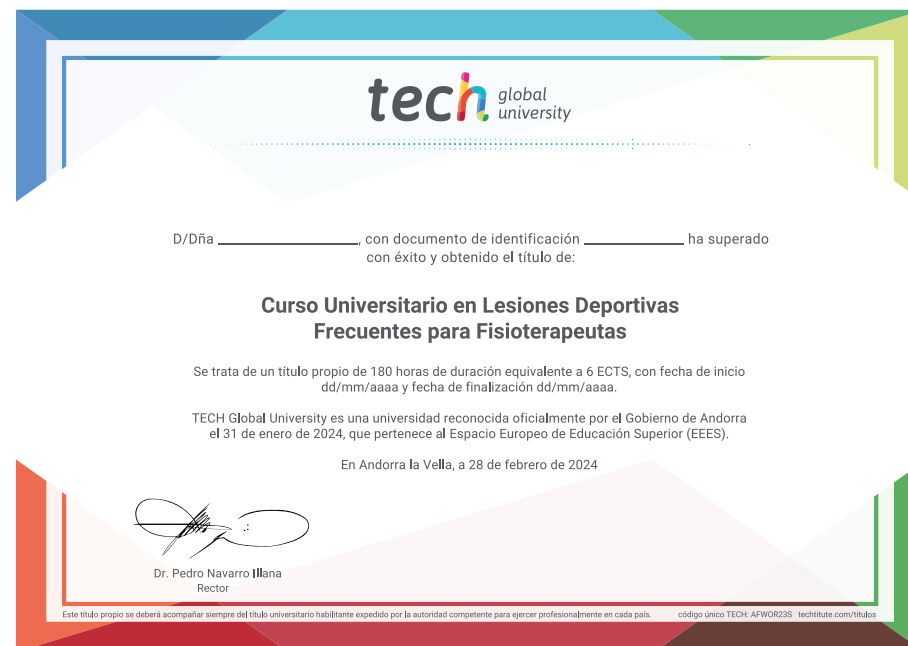 tech global university
D/Dña ____________________, con documento de identificación ______________ ha superado
con éxito y obtenido el título de:
Curso Universitario en Lesiones Deportivas
Frecuentes para Fisioterapeutas
Se trata de un título propio de 180 horas de duración equivalente a 6 ECTS, con fecha de inicio
dd/mm/aaaa y fecha de finalización dd/mm/aaaa.
TECH Global University es una universidad reconocida oficialmente por el Gobierno de Andorra
el 31 de enero de 2024, que pertenece al Espacio Europeo de Educación Superior (EEES).
En Andorra la Vella, a 28 de febrero de 2024
Dr. Pedro Navarro Illana
Rector
Este título propio se deberá acompañar siempre del título universitario habilitante expedido por la autoridad competente para ejercer profesionalmente en cada país. código único TECH: AFWOR23S techtitute.com/titulos